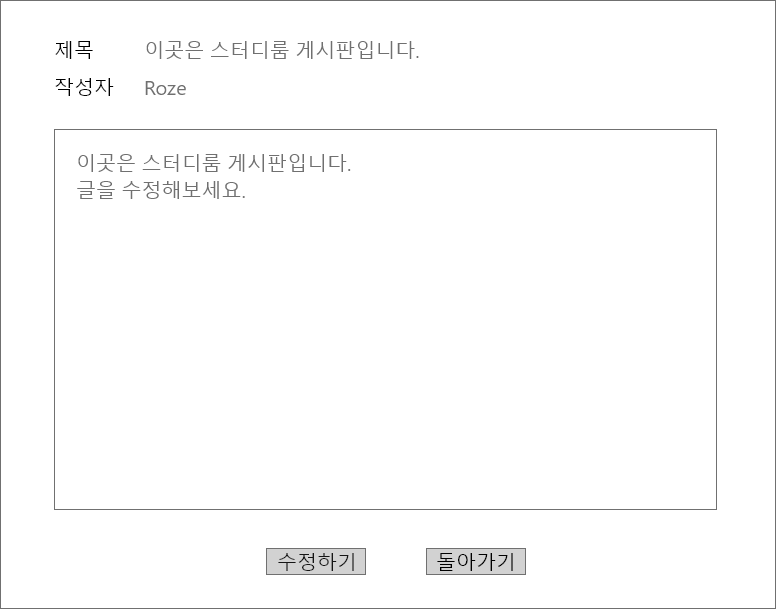 제목 이곳은 스터디룸 게시판입니다.
작성자 Roze
이곳은 스터디룸 게시판입니다.
글을 수정해보세요.
수정하기 돌아가기